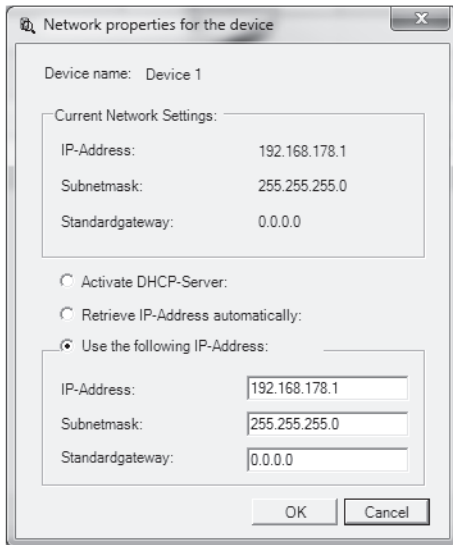 Network properties for the device
Device name: Device 1
Current Network Settings:
IP-Address: 192.168.178.1
Subnetmask: 255.255.255.0
Standardgateway: 0.0.0.0
Activate DHCP-Server:
Retrieve IP-Address automatically:
Use the following IP-Address:
IP-Address: 192.168.178.1
Subnetmask: 255.255.255.0
Standardgateway: 0.0.0.0
OK Cancel